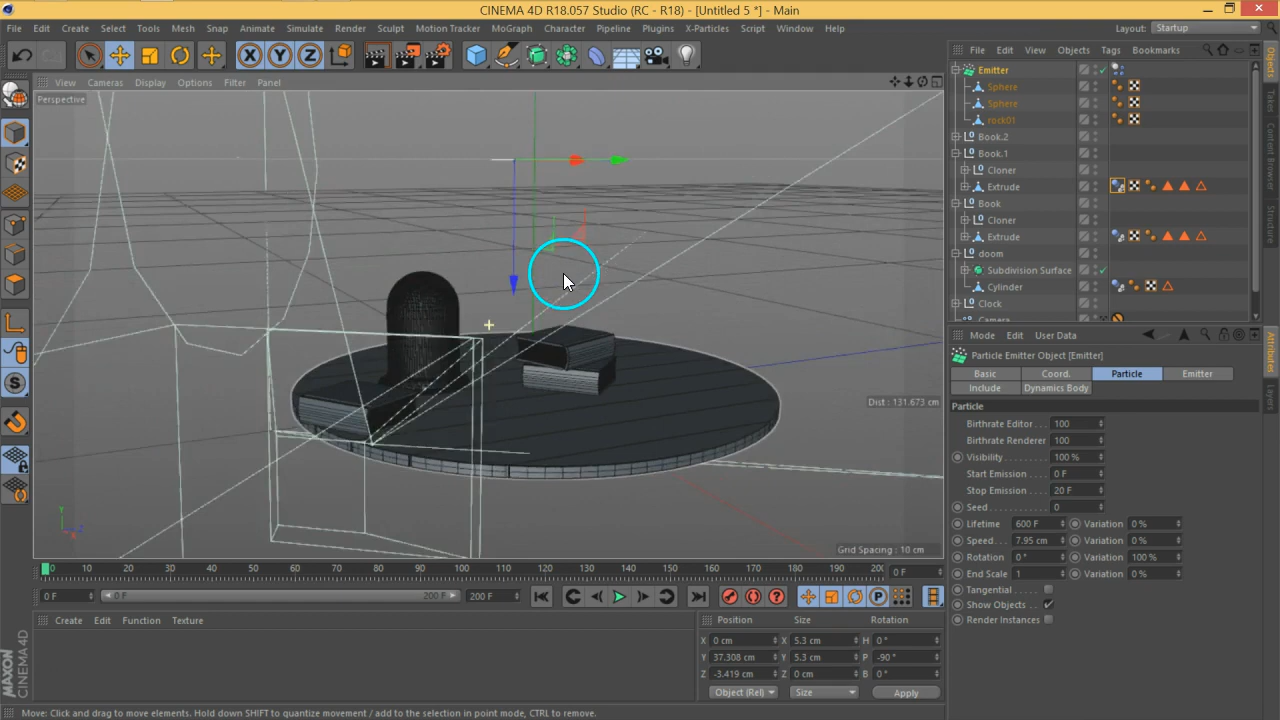 CINEMA 4D R18.057 Studio (RC - R18) - [Untitled 5 *] - Main
File Edit Create Select Tools Mesh Snap Animate Simulate Render Sculpt Motion Tracker MoGraph Character Pipeline Plugins X-Particles Script Window Help Layout: Startup
File Edit View Objects Tags Bookmarks
View Cameras Display Options Filter Panel
Perspective
Emitter
Sphere
Sphere
rock01
Book.2
Book.1
Cloner
Extrude
Book
Cloner
Extrude
doom
Subdivision Surface
Cylinder
Clock
Camera
Objects
Takes
Content Browser
Structure
Dist : 131.673 cm
Grid Spacing : 10 cm
Y
Z
X
Mode Edit User Data
Particle Emitter Object [Emitter]
Basic Coord. Particle Emitter
Include Dynamics Body
Particle
Birthrate Editor 100
Birthrate Renderer 100
Visibility 100 %
Start Emission 0 F
Stop Emission 20 F
Seed 0
Lifetime 600 F Variation 0 %
Speed 7.95 cm Variation 0 %
Rotation 0 ° Variation 100 %
End Scale 1 Variation 0 %
Tangential
Show Objects
Render Instances
Attributes
Layers
0 10 20 30 40 50 60 70 80 90 100 110 120 130 140 150 160 170 180 190 200 0 F
0 F 0 F 200 F 200 F
Create Edit Function Texture
Position Size Rotation
X 0 cm X 5.3 cm H 0 °
Y 37.308 cm Y 5.3 cm P -90 °
Z -3.419 cm Z 0 cm B 0 °
Object (Rel) Size Apply
MAXON CINEMA 4D
Move: Click and drag to move elements. Hold down SHIFT to quantize movement / add to the selection in point mode, CTRL to remove.